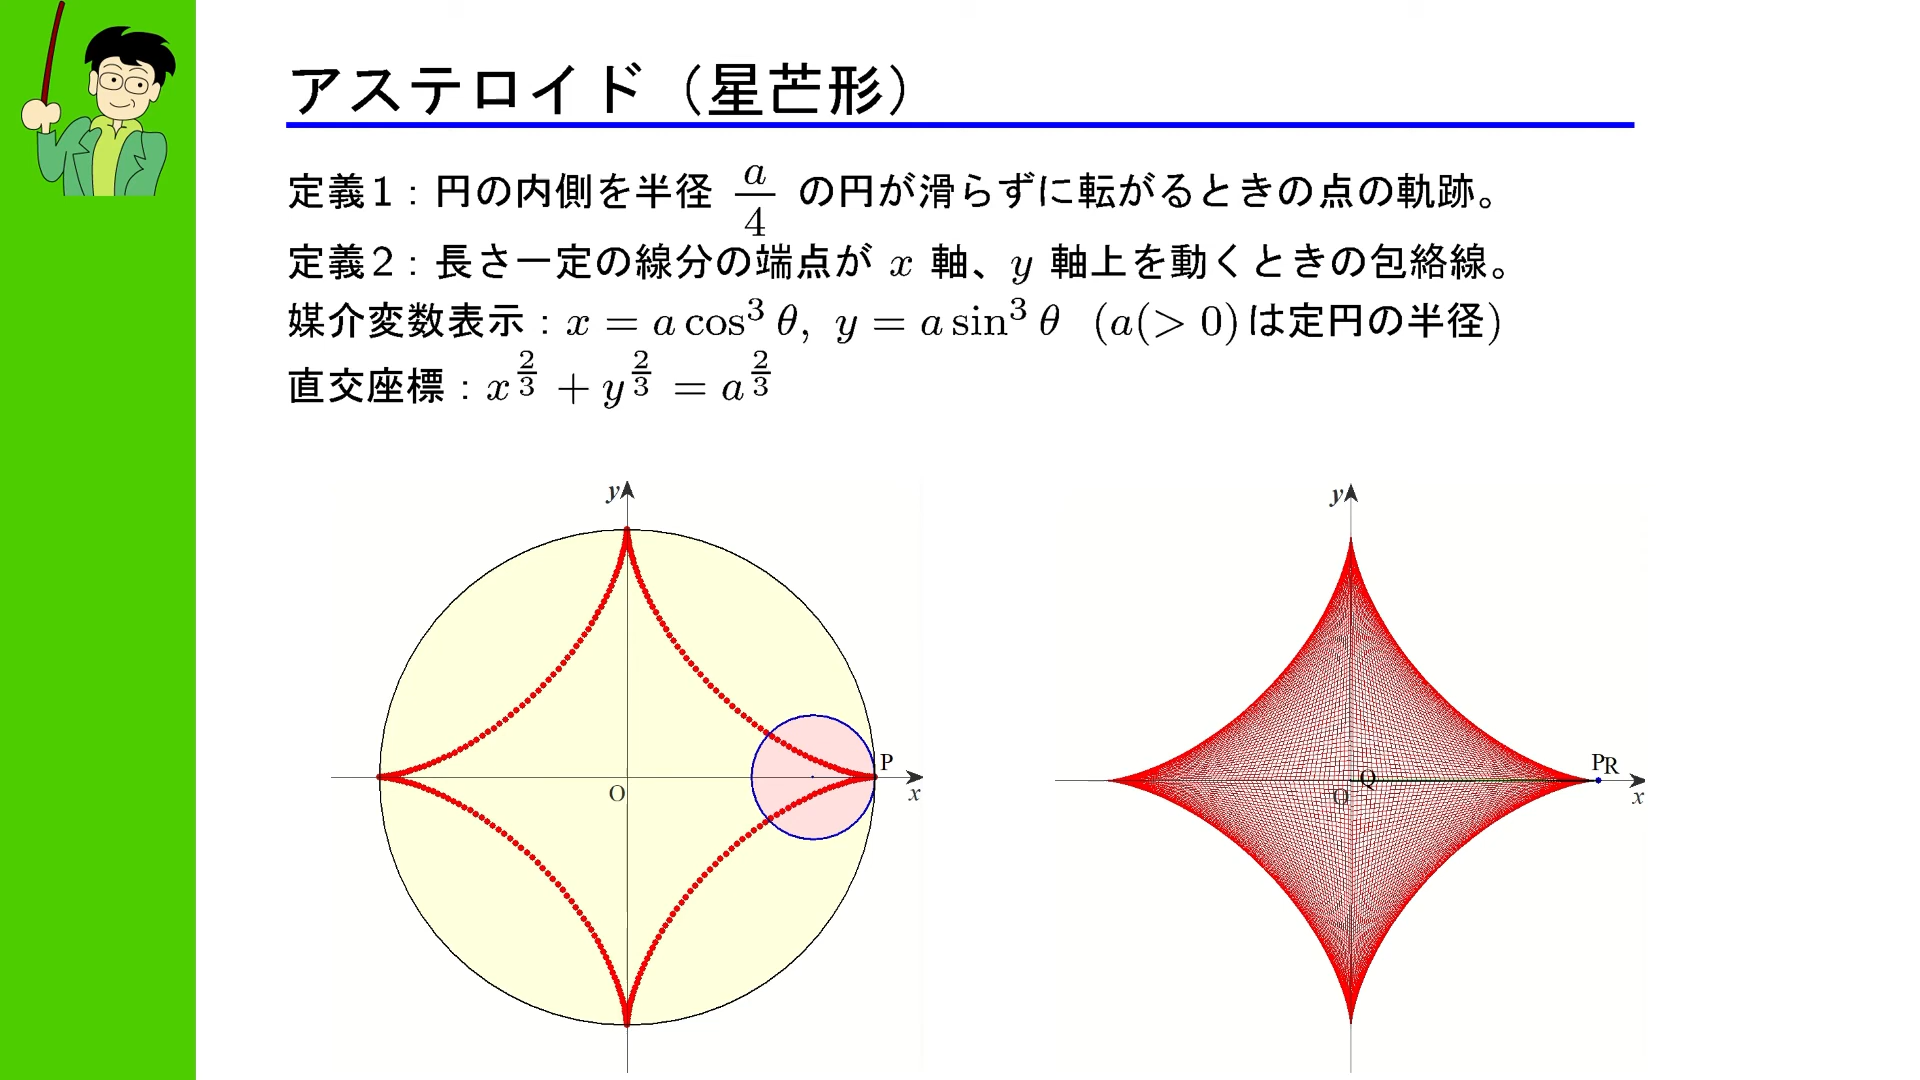 アステロイド（星芒形）
定義1：円の内側を半径 a/4 の円が滑らずに転がるときの点の軌跡。
定義2：長さ一定の線分の端点が x 軸、y 軸上を動くときの包絡線。
媒介変数表示：x = a cos³ θ, y = a sin³ θ (a(> 0)は定円の半径)
直交座標：x^{2/3} + y^{2/3} = a^{2/3}
y
P
O
x
y
PR
Q
O
x